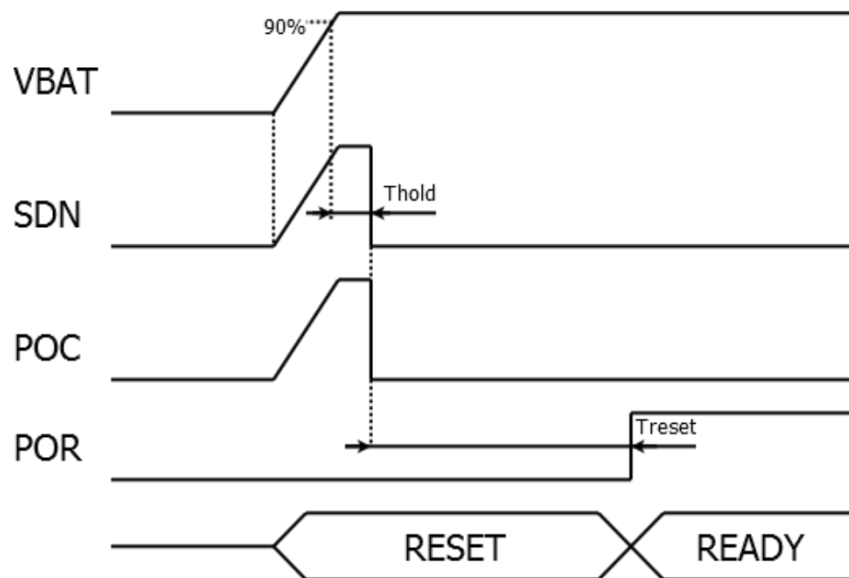 90%
VBAT
Thold
SDN
POC
Treset
POR
RESET READY